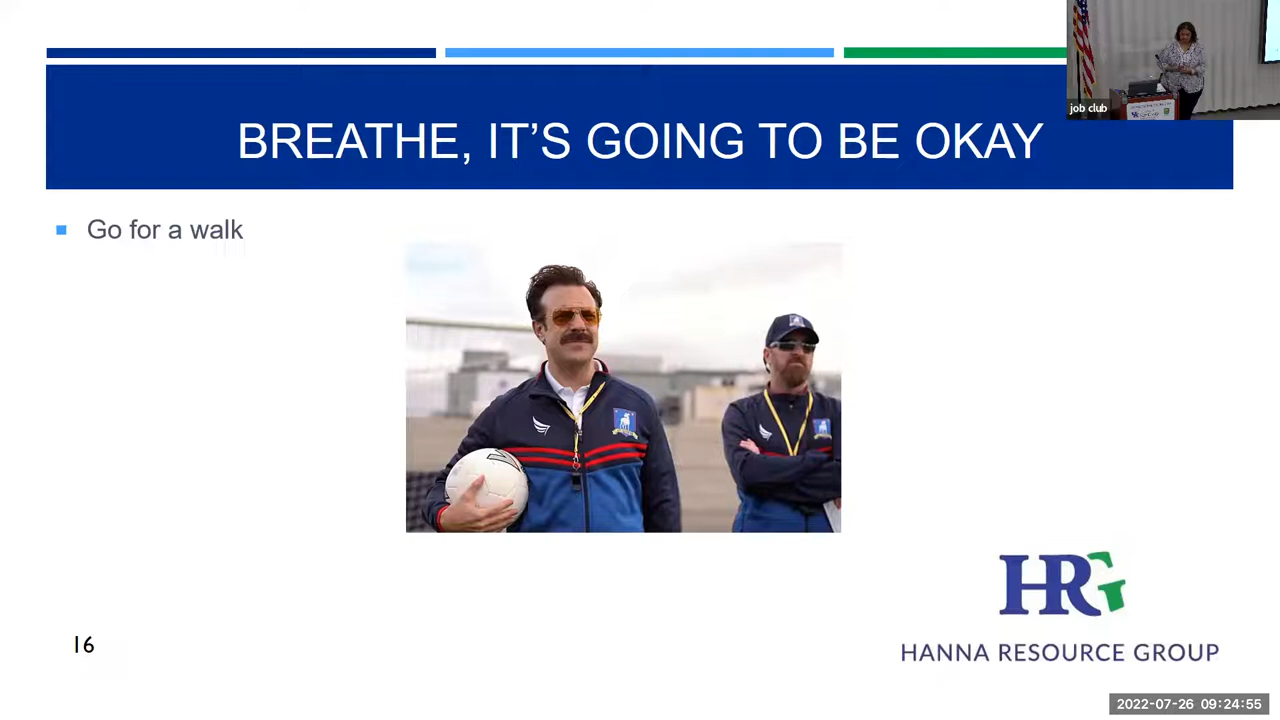 BREATHE, IT'S GOING TO BE OKAY
job club
Go for a walk
HRG
HANNA RESOURCE GROUP
16
2022-07-26 09:24:55